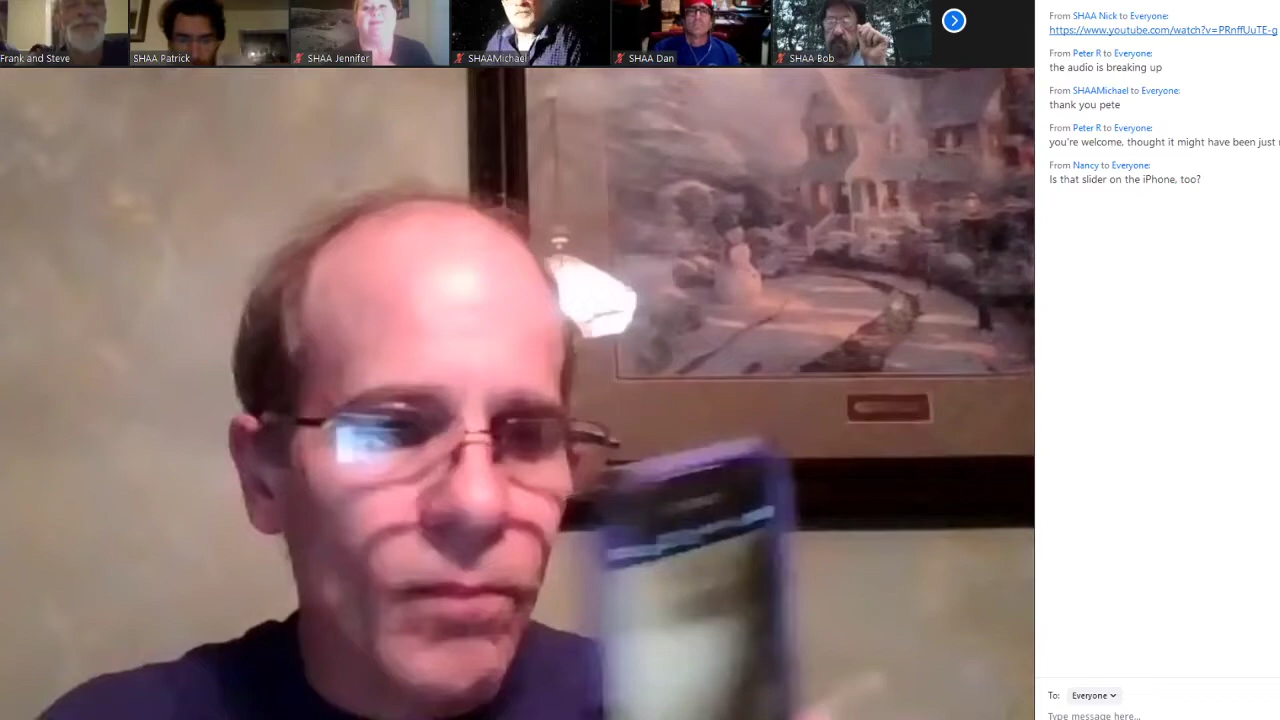 Frank and Steve
SHAA Patrick
SHAA Jennifer
SHAAMichael
SHAA Dan
SHAA Bob
From SHAA Nick to Everyone:
https://www.youtube.com/watch?v=PRnffUuTE-g
From Peter R to Everyone:
the audio is breaking up
From SHAAMichael to Everyone:
thank you pete
From Peter R to Everyone:
you're welcome, thought it might have been just
From Nancy to Everyone:
Is that slider on the iPhone, too?
To: Everyone
Type message here...